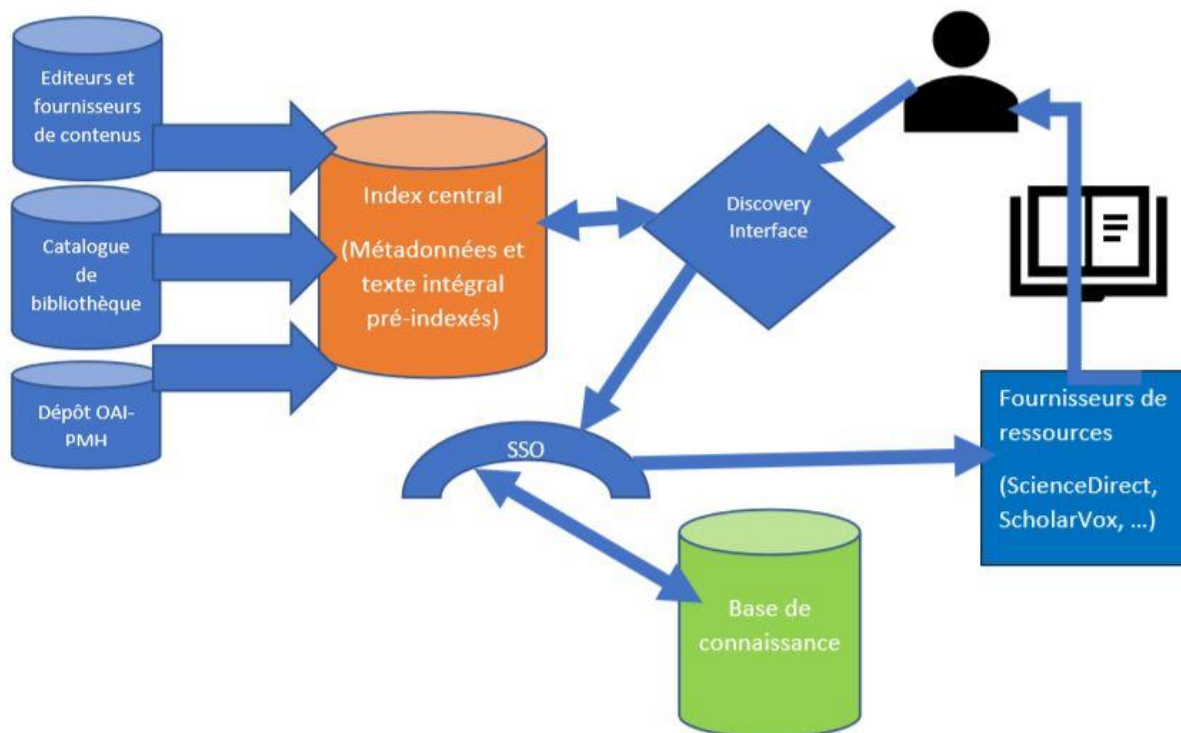 Editeurs et
fournisseurs
de contenus
Catalogue
de
bibliothèque
Dépôt OAI-
PMH
Index central
(Métadonnées et
texte intégral
pré-indexés)
Discovery
Interface
SSO
Base de
connaissance
Fournisseurs de
ressources
(ScienceDirect,
ScholarVox, ...)